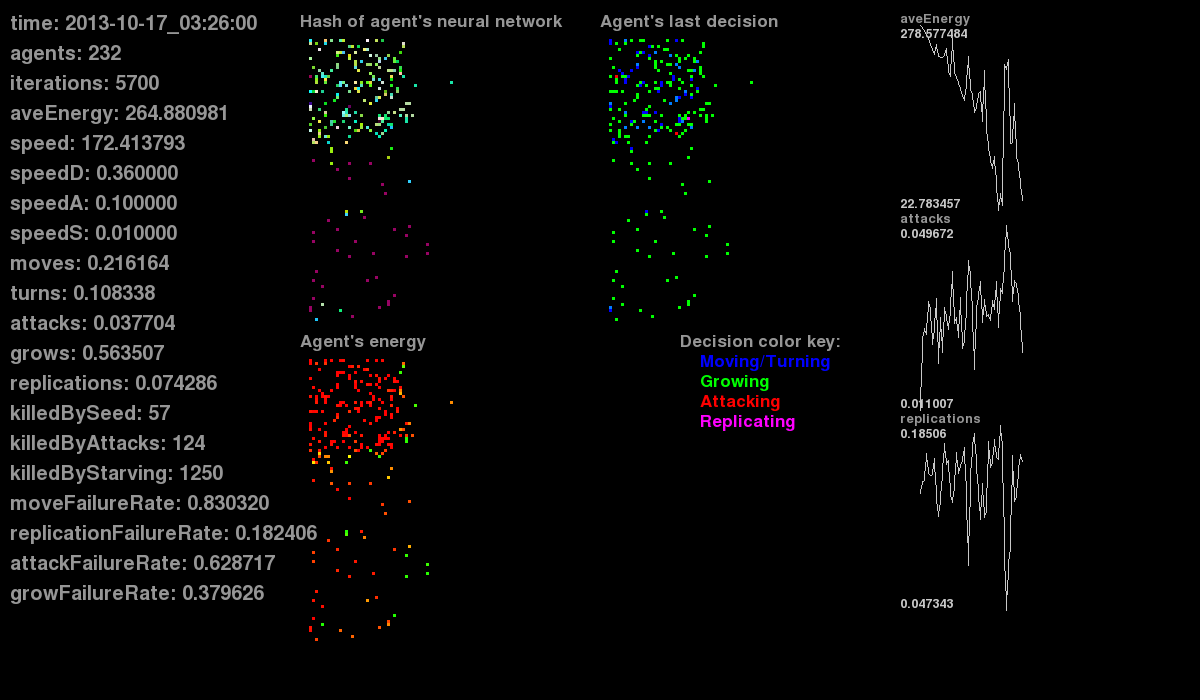 time: 2013-10-17_03:26:00
agents: 232
iterations: 5700
aveEnergy: 264.880981
speed: 172.413793
speedD: 0.360000
speedA: 0.100000
speedS: 0.010000
moves: 0.216164
turns: 0.108338
attacks: 0.037704
grows: 0.563507
replications: 0.074286
killedBySeed: 57
killedByAttacks: 124
killedByStarving: 1250
moveFailureRate: 0.830320
replicationFailureRate: 0.182406
attackFailureRate: 0.628717
growFailureRate: 0.379626
Hash of agent's neural network
Agent's last decision
Agent's energy
Decision color key:
Moving/Turning
Growing
Attacking
Replicating
aveEnergy
278.577484
22.783457
attacks
0.049672
0.011007
replications
0.18506
0.047343